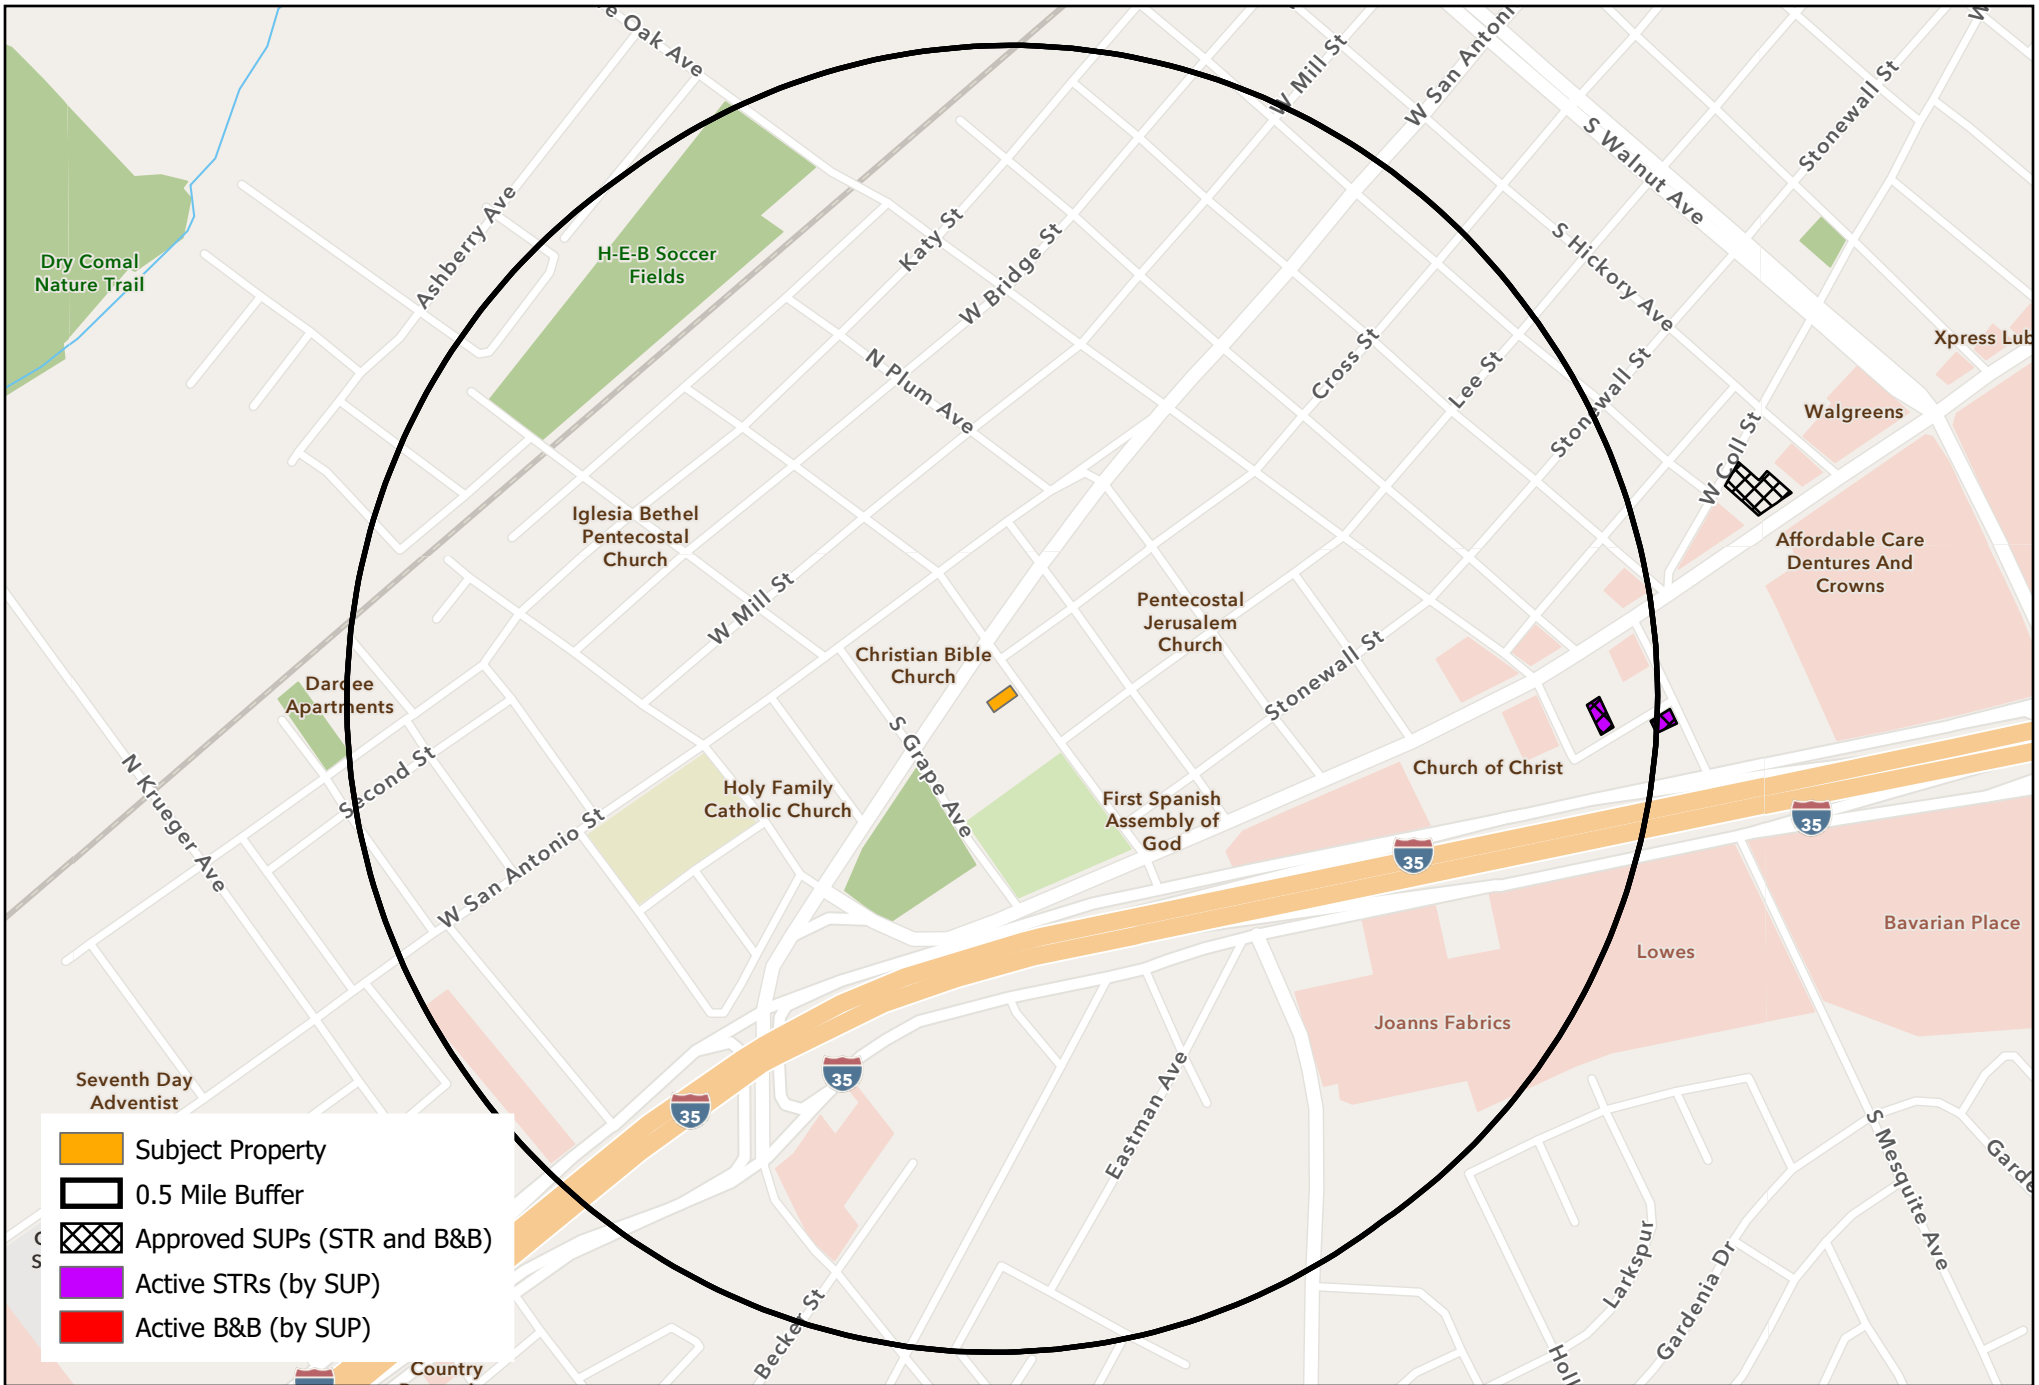 e Oak Ave
W Mill St
W San Antoni
W
S Walnut Ave
Stonewall St
Ashberry Ave
Katy St
W Bridge St
S Hickory Ave
Dry Comal
Nature Trail
H-E-B Soccer
Fields
N Plum Ave
Cross St
Lee St
Stonewall St
Xpress Lub
Walgreens
W Coll St
Iglesia Bethel
Pentecostal
Church
W Mill St
Pentecostal
Jerusalem
Church
Affordable Care
Dentures And
Crowns
Christian Bible
Church
Stonewall St
Dardee
Apartments
S Grape Ave
N Krueger Ave
Second St
Holy Family
Catholic Church
First Spanish
Assembly of
God
Church of Christ
35
35
W San Antonio St
Bavarian Place
Lowes
Joanns Fabrics
35
35
Eastman Ave
Seventh Day
Adventist
S Mesquite Ave
Garde
Larkspur
Gardenia Dr
Becker St
Holl
C
S
Country
Subject Property
0.5 Mile Buffer
Approved SUPs (STR and B&B)
Active STRs (by SUP)
Active B&B (by SUP)